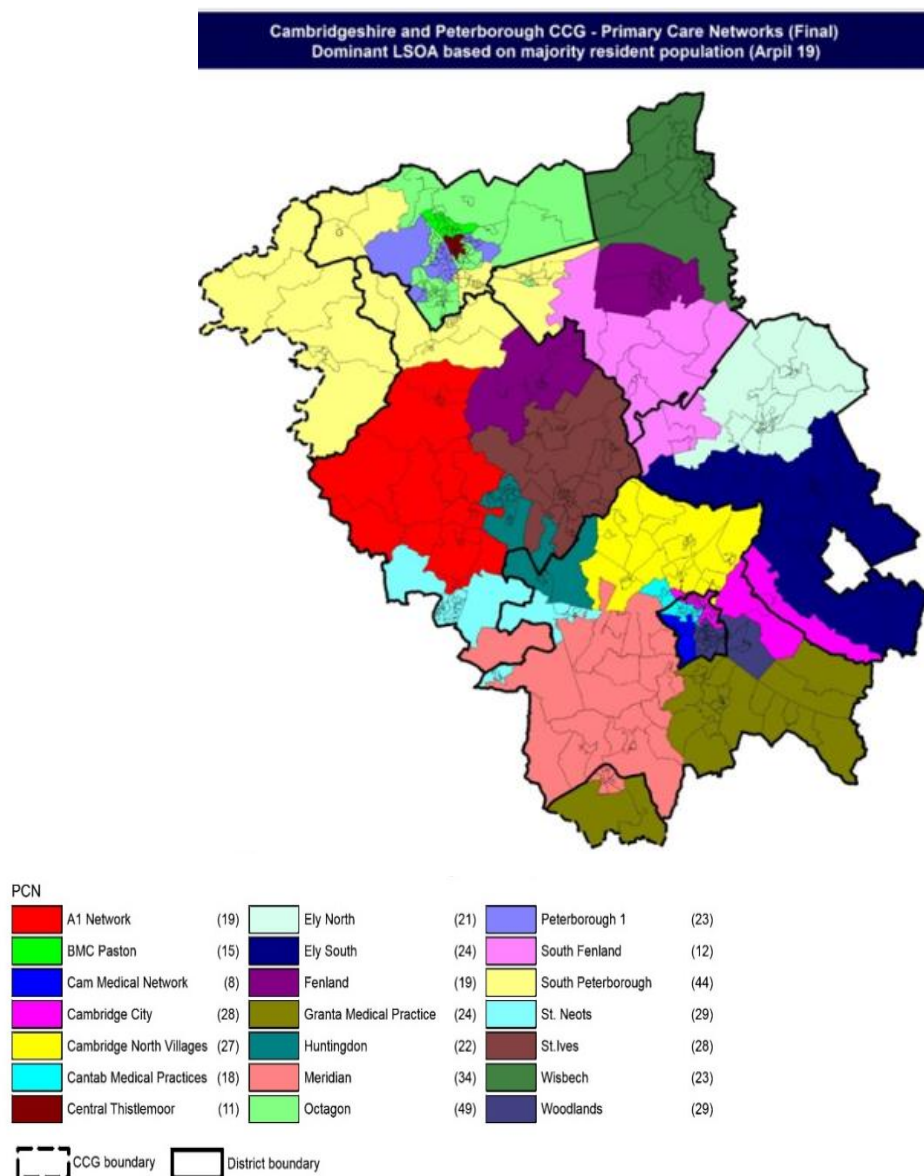 Cambridgeshire and Peterborough CCG - Primary Care Networks (Final)
Dominant LSOA based on majority resident population (Arpil 19)
PCN
A1 Network (19)
BMC Paston (15)
Cam Medical Network (8)
Cambridge City (28)
Cambridge North Villages (27)
Cantab Medical Practices (18)
Central Thistlemoor (11)
Ely North (21)
Ely South (24)
Fenland (19)
Granta Medical Practice (24)
Huntingdon (22)
Meridian (34)
Octagon (49)
Peterborough 1 (23)
South Fenland (12)
South Peterborough (44)
St. Neots (29)
St.Ives (28)
Wisbech (23)
Woodlands (29)
CCG boundary
District boundary